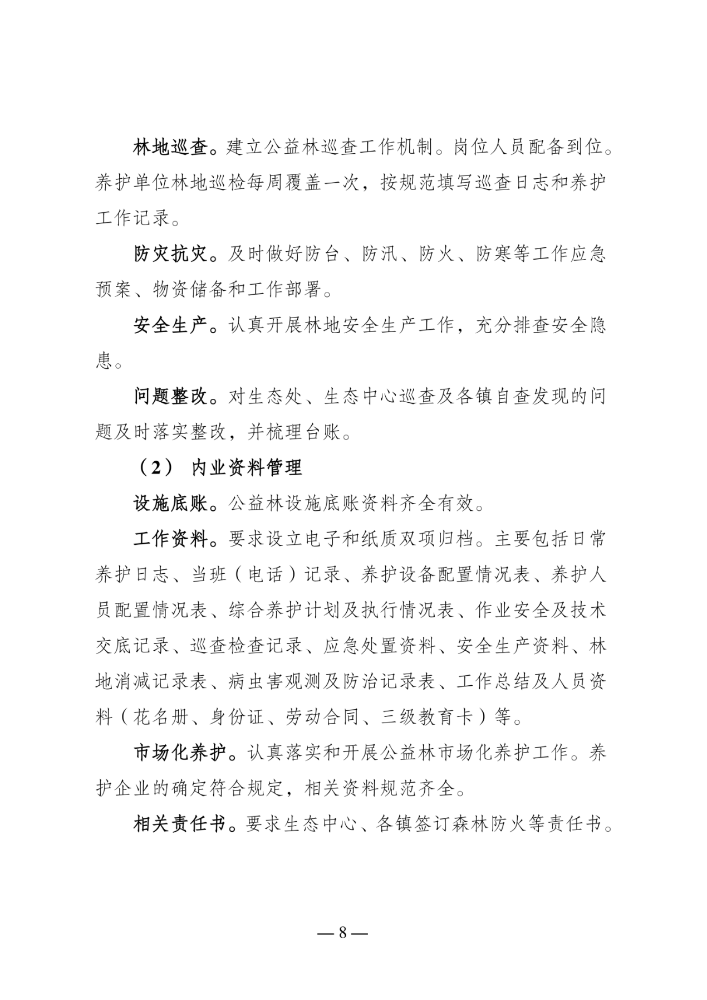 林地巡查。建立公益林巡查工作机制。岗位人员配备到位。
养护单位林地巡检每周覆盖一次，按规范填写巡查日志和养护
工作记录。
防灾抗灾。及时做好防台、防汛、防火、防寒等工作应急
预案、物资储备和工作部署。
安全生产。认真开展林地安全生产工作，充分排查安全隐
患。
问题整改。对生态处、生态中心巡查及各镇自查发现的问
题及时落实整改，并梳理台账。
（2） 内业资料管理
设施底账。公益林设施底账资料齐全有效。
工作资料。要求设立电子和纸质双项归档。主要包括日常
养护日志、当班（电话）记录、养护设备配置情况表、养护人
员配置情况表、综合养护计划及执行情况表、作业安全及技术
交底记录、巡查检查记录、应急处置资料、安全生产资料、林
地消减记录表、病虫害观测及防治记录表、工作总结及人员资
料（花名册、身份证、劳动合同、三级教育卡）等。
市场化养护。认真落实和开展公益林市场化养护工作。养
护企业的确定符合规定，相关资料规范齐全。
相关责任书。要求生态中心、各镇签订森林防火等责任书。
— 8 —